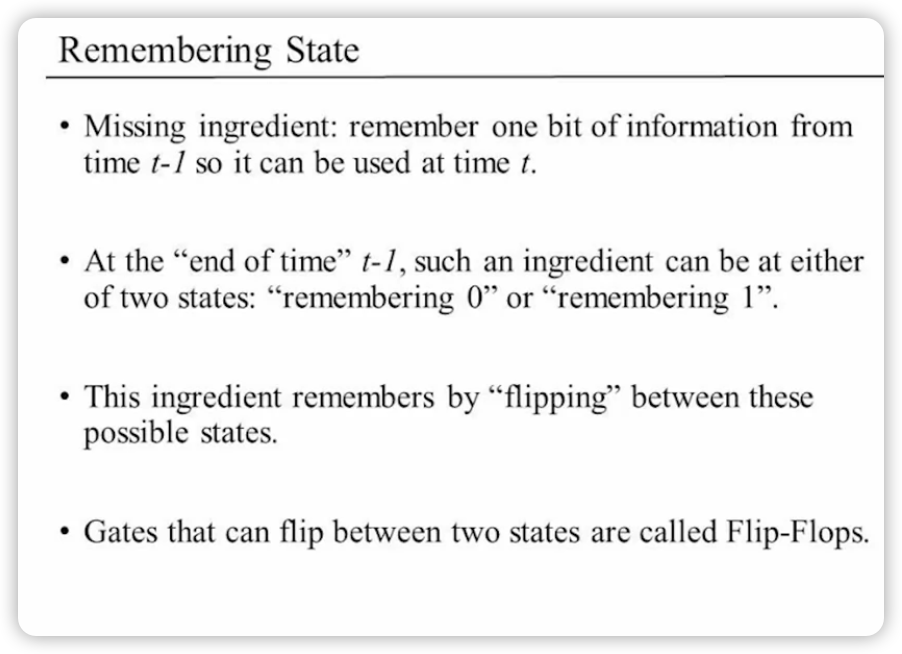 Remembering State
• Missing ingredient: remember one bit of information from
time t-1 so it can be used at time t.
• At the “end of time” t-1, such an ingredient can be at either
of two states: “remembering 0” or “remembering 1”.
• This ingredient remembers by “flipping” between these
possible states.
• Gates that can flip between two states are called Flip-Flops.